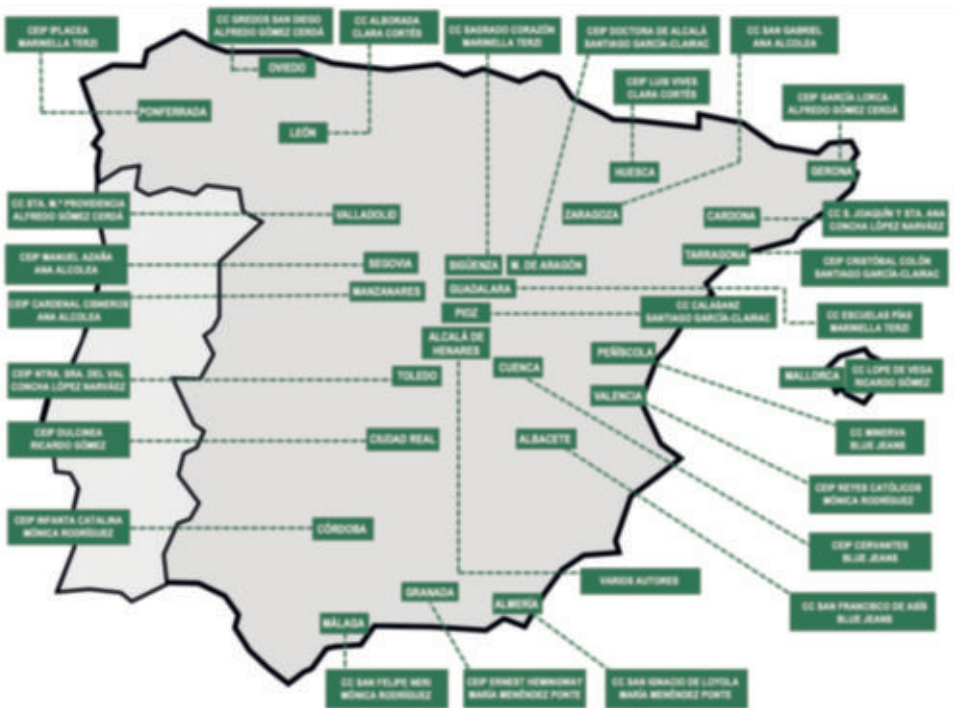 CEIP IPLACEA
MARINELLA TERZI
CC GREDOS SAN DIEGO
ALFREDO GÓMEZ CERDÁ
CC ALBORADA
CLARA CORTÉS
CC SAGRADO CORAZÓN
MARINELLA TERZI
CEIP DOCTORA DE ALCALÁ
SANTIAGO GARCÍA-CLAIRAC
CC SAN GABRIEL
ANA ALCOLEA
OVIEDO
CEIP LUIS VIVES
CLARA CORTÉS
CEIP GARCÍA LORCA
ALFREDO GÓMEZ CERDÁ
PONFERRADA
LEÓN
HUESCA
GERONA
CC STA. M.ª PROVIDENCIA
ALFREDO GÓMEZ CERDÁ
VALLADOLID
ZARAGOZA
CARDONA
CC S. JOAQUÍN Y STA. ANA
CONCHA LÓPEZ NARVÁEZ
CEIP MANUEL AZAÑA
ANA ALCOLEA
SEGOVIA
SIGÜENZA
M. DE ARAGÓN
TARRAGONA
CEIP CRISTÓBAL COLÓN
SANTIAGO GARCÍA-CLAIRAC
CEIP CARDENAL CISNEROS
ANA ALCOLEA
MANZANARES
GUADALARA
PIOZ
CC CALASANZ
SANTIAGO GARCÍA-CLAIRAC
CC ESCUELAS PÍAS
MARINELLA TERZI
ALCALÁ DE
HENARES
PEÑÍSCOLA
CEIP NTRA. SRA. DEL VAL
CONCHA LÓPEZ NARVÁEZ
TOLEDO
CUENCA
MALLORCA
CC LOPE DE VEGA
RICARDO GÓMEZ
VALENCIA
CEIP DULCINEA
RICARDO GÓMEZ
CIUDAD REAL
ALBACETE
CC MINERVA
BLUE JEANS
CEIP REYES CATÓLICOS
MÓNICA RODRÍGUEZ
CEIP INFANTA CATALINA
MÓNICA RODRÍGUEZ
CÓRDOBA
CEIP CERVANTES
BLUE JEANS
VARIOS AUTORES
GRANADA
ALMERÍA
CC SAN FRANCISCO DE ASÍS
BLUE JEANS
MÁLAGA
CC SAN FELIPE NERI
MÓNICA RODRÍGUEZ
CEIP ERNEST HEMINGWAY
MARÍA MENÉNDEZ PONTE
CC SAN IGNACIO DE LOYOLA
MARÍA MENÉNDEZ PONTE